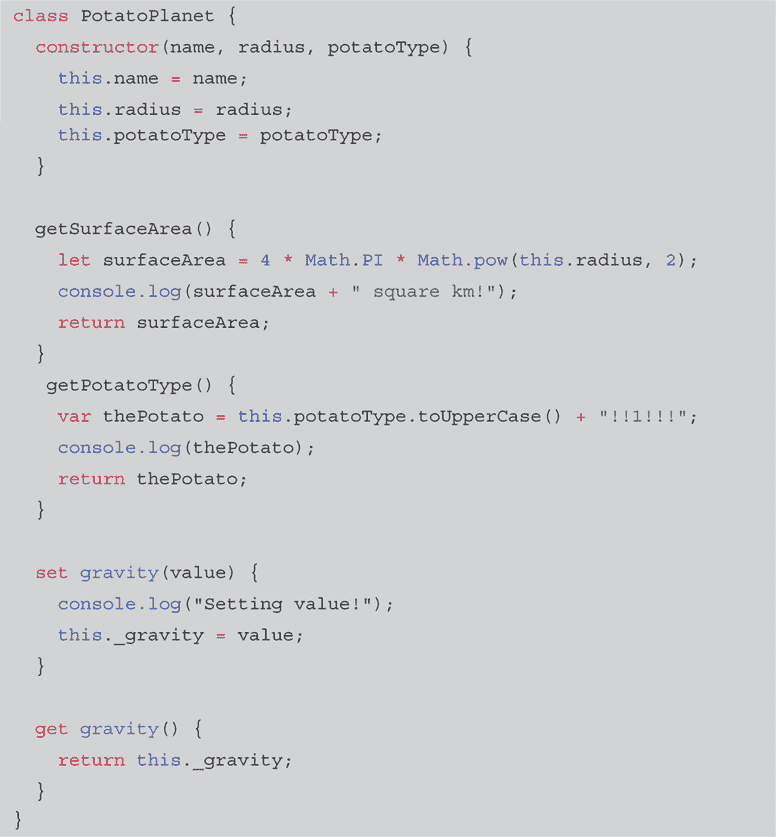 class PotatoPlanet {
  constructor(name, radius, potatoType) {
    this.name = name;
    this.radius = radius;
    this.potatoType = potatoType;
  }
  getSurfaceArea() {
    let surfaceArea = 4 * Math.PI * Math.pow(this.radius, 2);
    console.log(surfaceArea + " square km!");
    return surfaceArea;
  }
   getPotatoType() {
    var thePotato = this.potatoType.toUpperCase() + "!!1!!!";
    console.log(thePotato);
    return thePotato;
  }
  set gravity(value) {
    console.log("Setting value!");
    this._gravity = value;
  }
  get gravity() {
    return this._gravity;
  }
}